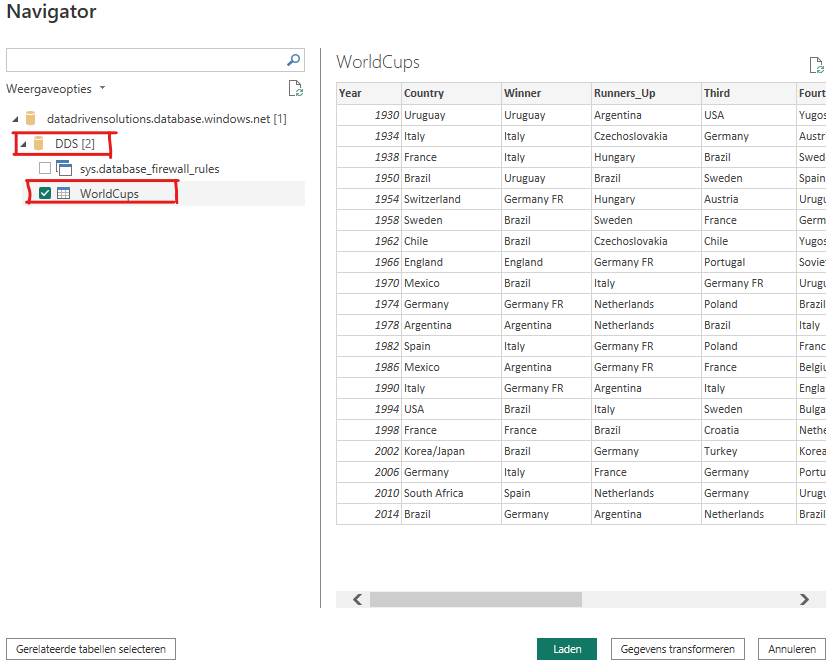 Navigator
Weergaveopties
datadrivensolutions.database.windows.net [1]
DDS [2]
sys.database_firewall_rules
WorldCups
WorldCups
Year Country Winner Runners_Up Third Fourt
1930 Uruguay Uruguay Argentina USA Yugos
1934 Italy Italy Czechoslovakia Germany Austri
1938 France Italy Hungary Brazil Swed
1950 Brazil Uruguay Brazil Sweden Spain
1954 Switzerland Germany FR Hungary Austria Urugu
1958 Sweden Brazil Sweden France Germ
1962 Chile Brazil Czechoslovakia Chile Yugos
1966 England England Germany FR Portugal Soviet
1970 Mexico Brazil Italy Germany FR Urugu
1974 Germany Germany FR Netherlands Poland Brazil
1978 Argentina Argentina Netherlands Brazil Italy
1982 Spain Italy Germany FR Poland Franc
1986 Mexico Argentina Germany FR France Belgiu
1990 Italy Germany FR Argentina Italy Engla
1994 USA Brazil Italy Sweden Bulga
1998 France France Brazil Croatia Nethe
2002 Korea/Japan Brazil Germany Turkey Korea
2006 Germany Italy France Germany Portu
2010 South Africa Spain Netherlands Germany Urugu
2014 Brazil Germany Argentina Netherlands Brazil
Gerelateerde tabellen selecteren
Laden
Gegevens transformeren
Annuleren